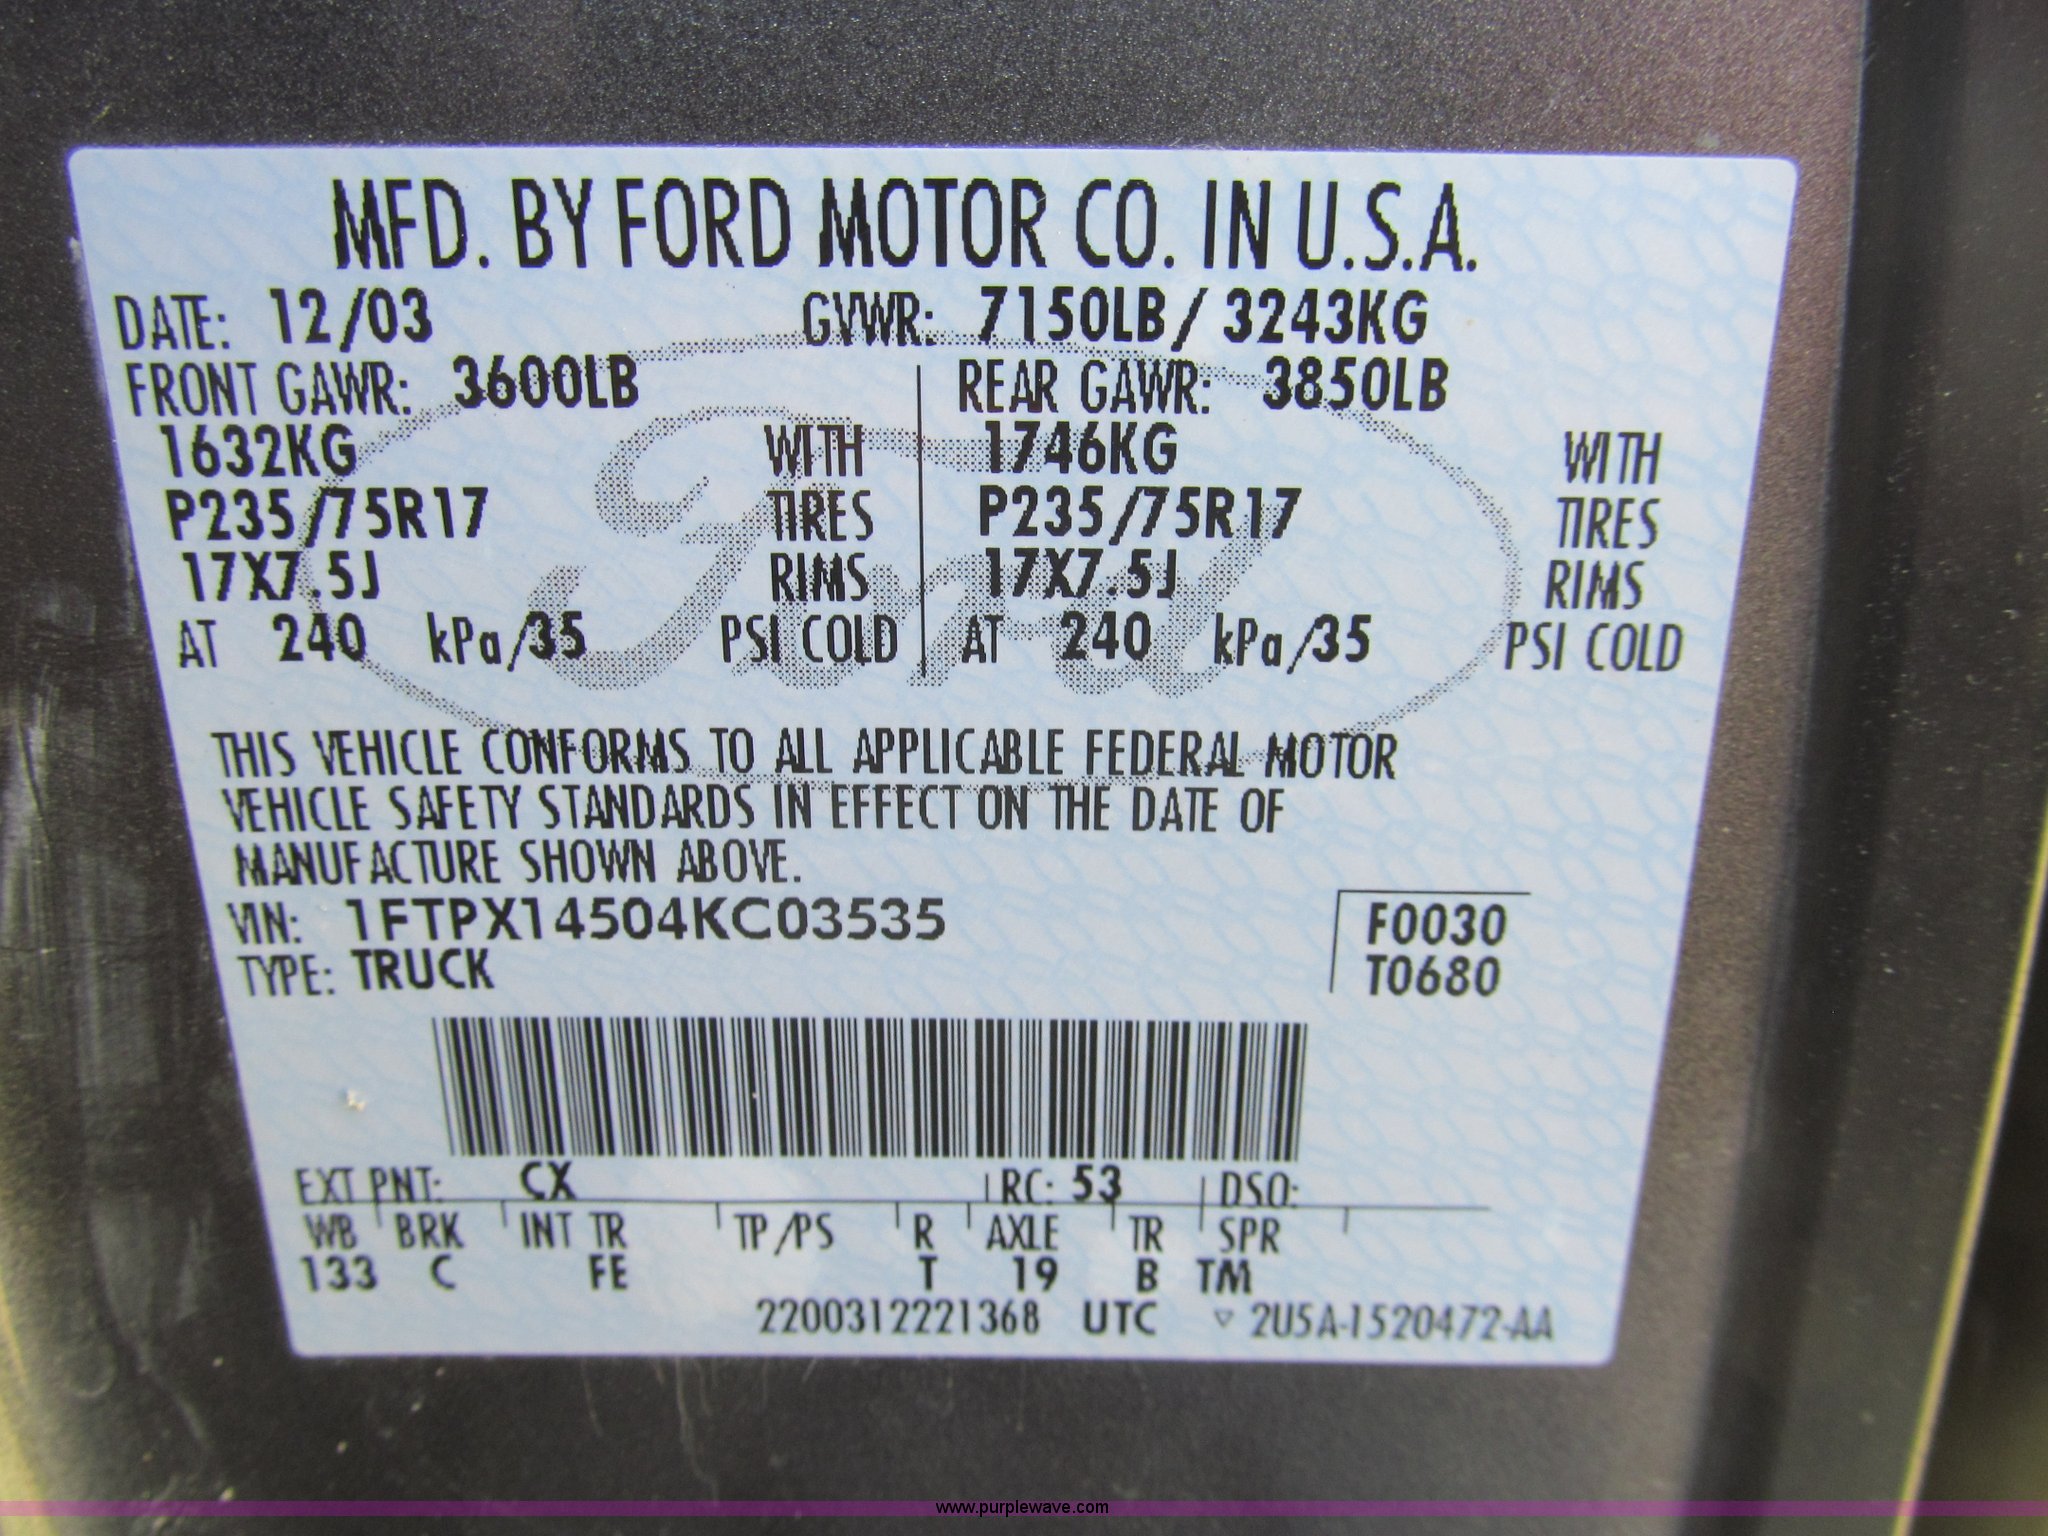 MFD. BY FORD MOTOR CO. IN U.S.A.
DATE: 12/03 GVWR: 7150LB/ 3243KG
FRONT GAWR: 3600LB REAR GAWR: 3850LB
1632KG WITH 1746KG WITH
P235/75R17 TIRES P235/75R17 TIRES
17X7.5J RIMS 17X7.5J RIMS
AT 240 kPa/35 PSI COLD AT 240 kPa/35 PSI COLD
Ford
THIS VEHICLE CONFORMS TO ALL APPLICABLE FEDERAL MOTOR
VEHICLE SAFETY STANDARDS IN EFFECT ON THE DATE OF
MANUFACTURE SHOWN ABOVE.
VIN: 1FTPX14504KC03535 F0030
TYPE: TRUCK T0680
EXT PNT: CX RC: 53 DSO:
WB BRK INT TR TP/PS R AXLE TR SPR
133 C FE T 19 B TM
2200312221368 UTC ▽ 2U5A-1520472-AA
www.purplewave.com